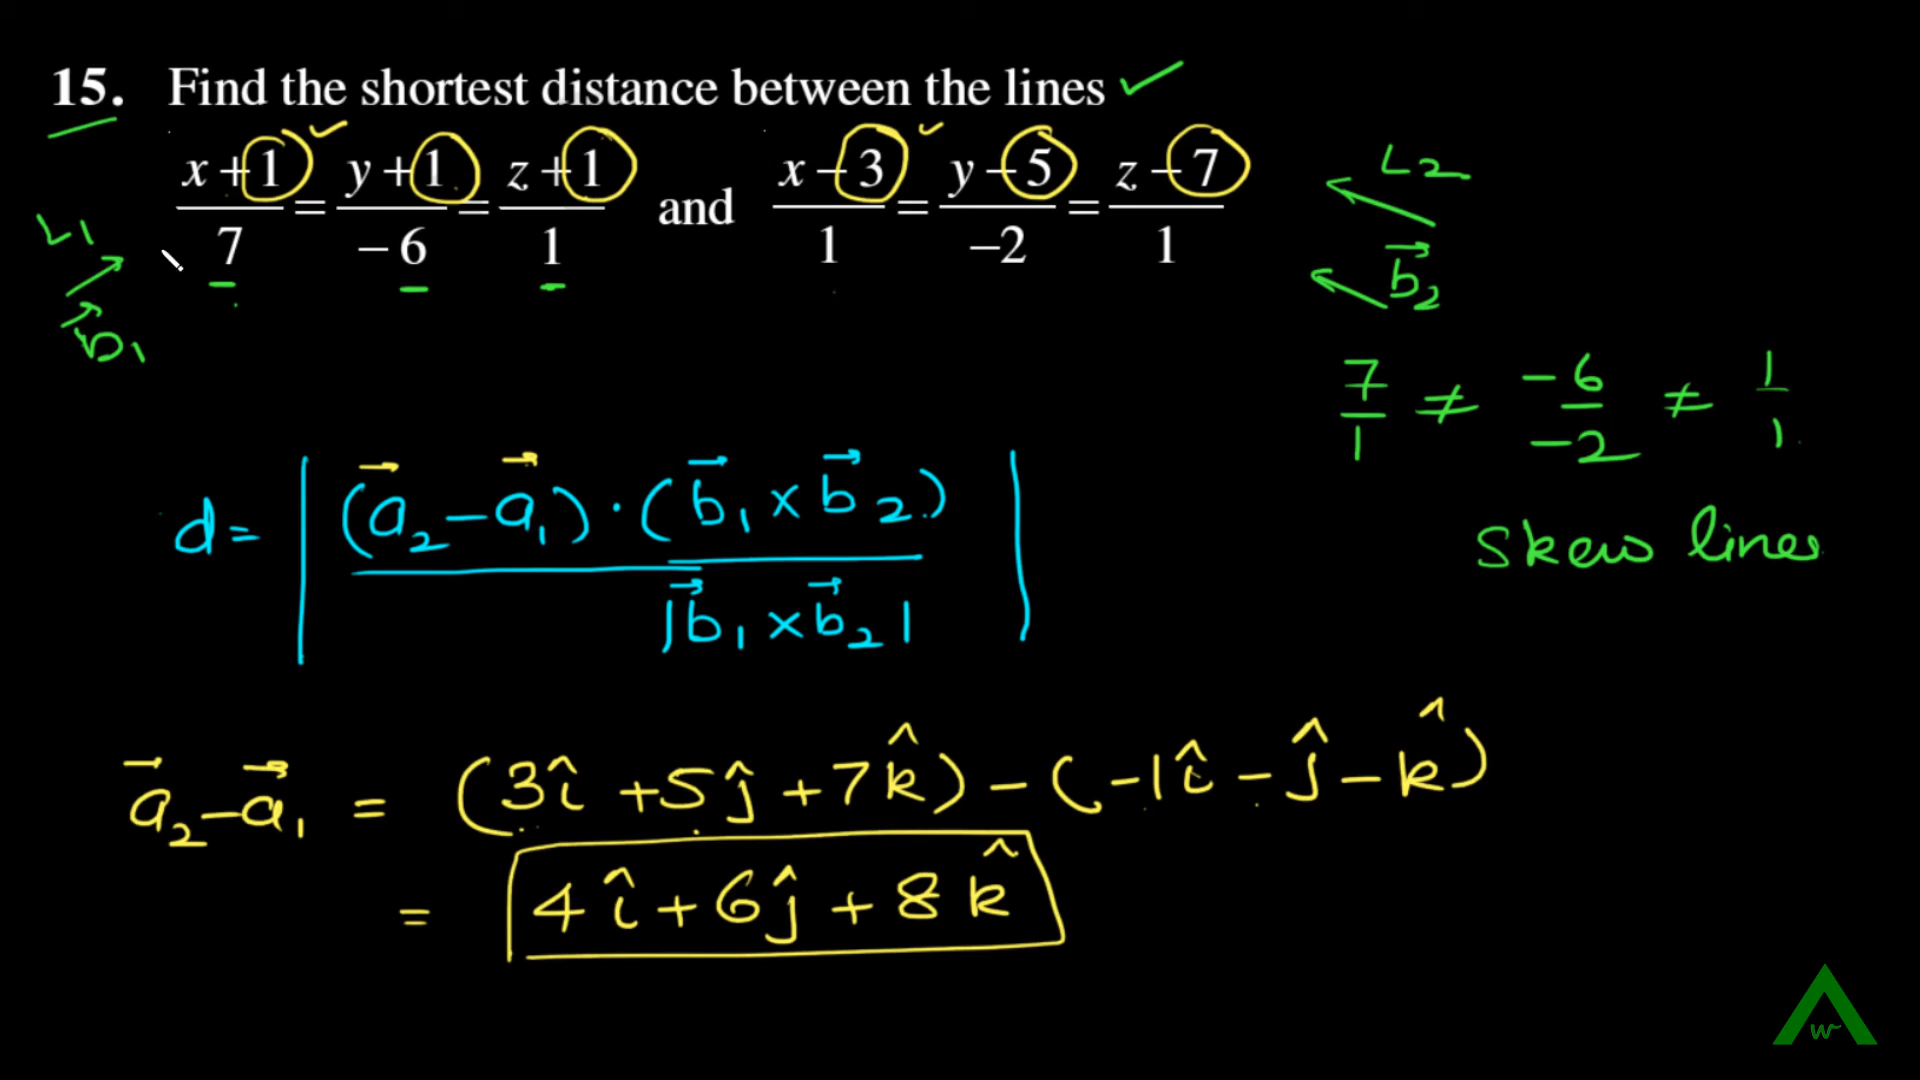 15. Find the shortest distance between the lines ✓
(x+1)/7 = (y+1)/−6 = (z+1)/1 and (x−3)/1 = (y−5)/−2 = (z−7)/1
L1
L2
b⃗1
b⃗2
7/1 ≠ −6/−2 ≠ 1/1
skew lines
d = | (a⃗2 − a⃗1) · (b⃗1 × b⃗2) / |b⃗1 × b⃗2| |
a⃗2 − a⃗1 = (3î + 5ĵ + 7k̂) − (−1î − ĵ − k̂)
= 4î + 6ĵ + 8k̂
w